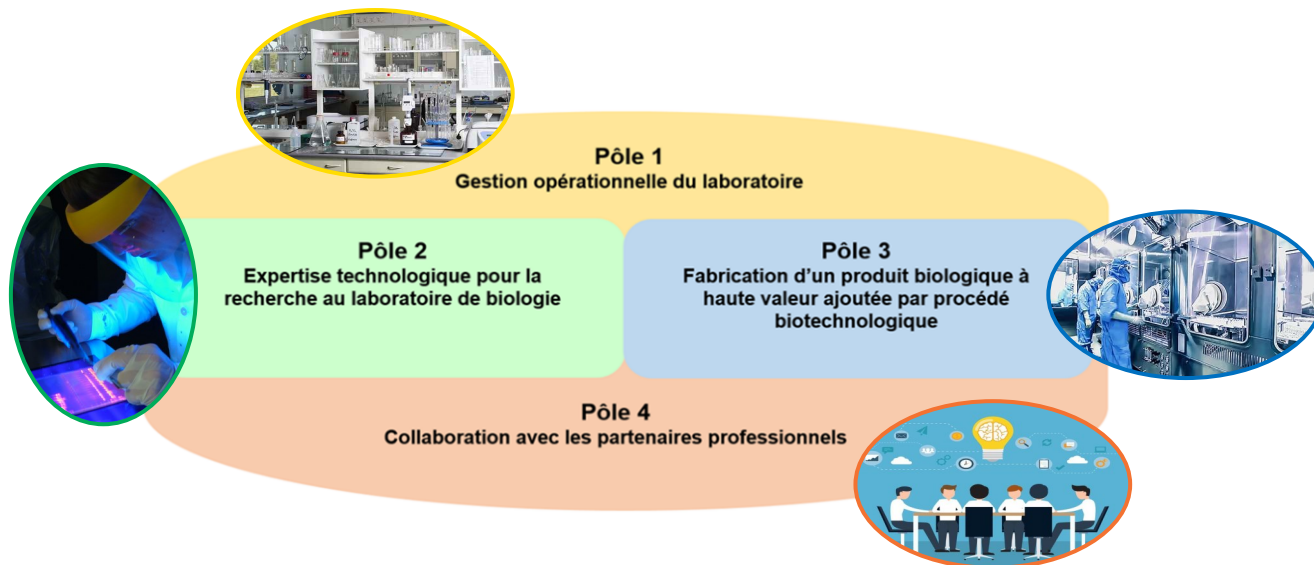 Pôle 1
Gestion opérationnelle du laboratoire
Pôle 2
Expertise technologique pour la
recherche au laboratoire de biologie
Pôle 3
Fabrication d’un produit biologique à
haute valeur ajoutée par procédé
biotechnologique
Pôle 4
Collaboration avec les partenaires professionnels